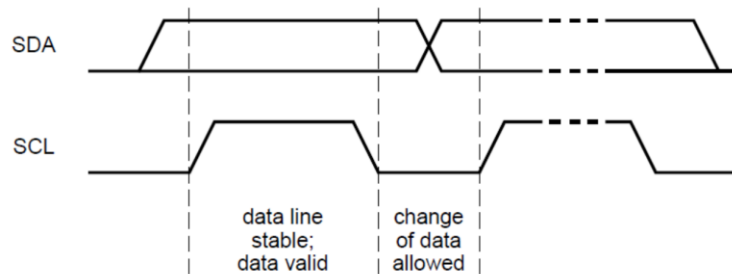 SDA
SCL
data line
stable;
data valid
change
of data
allowed